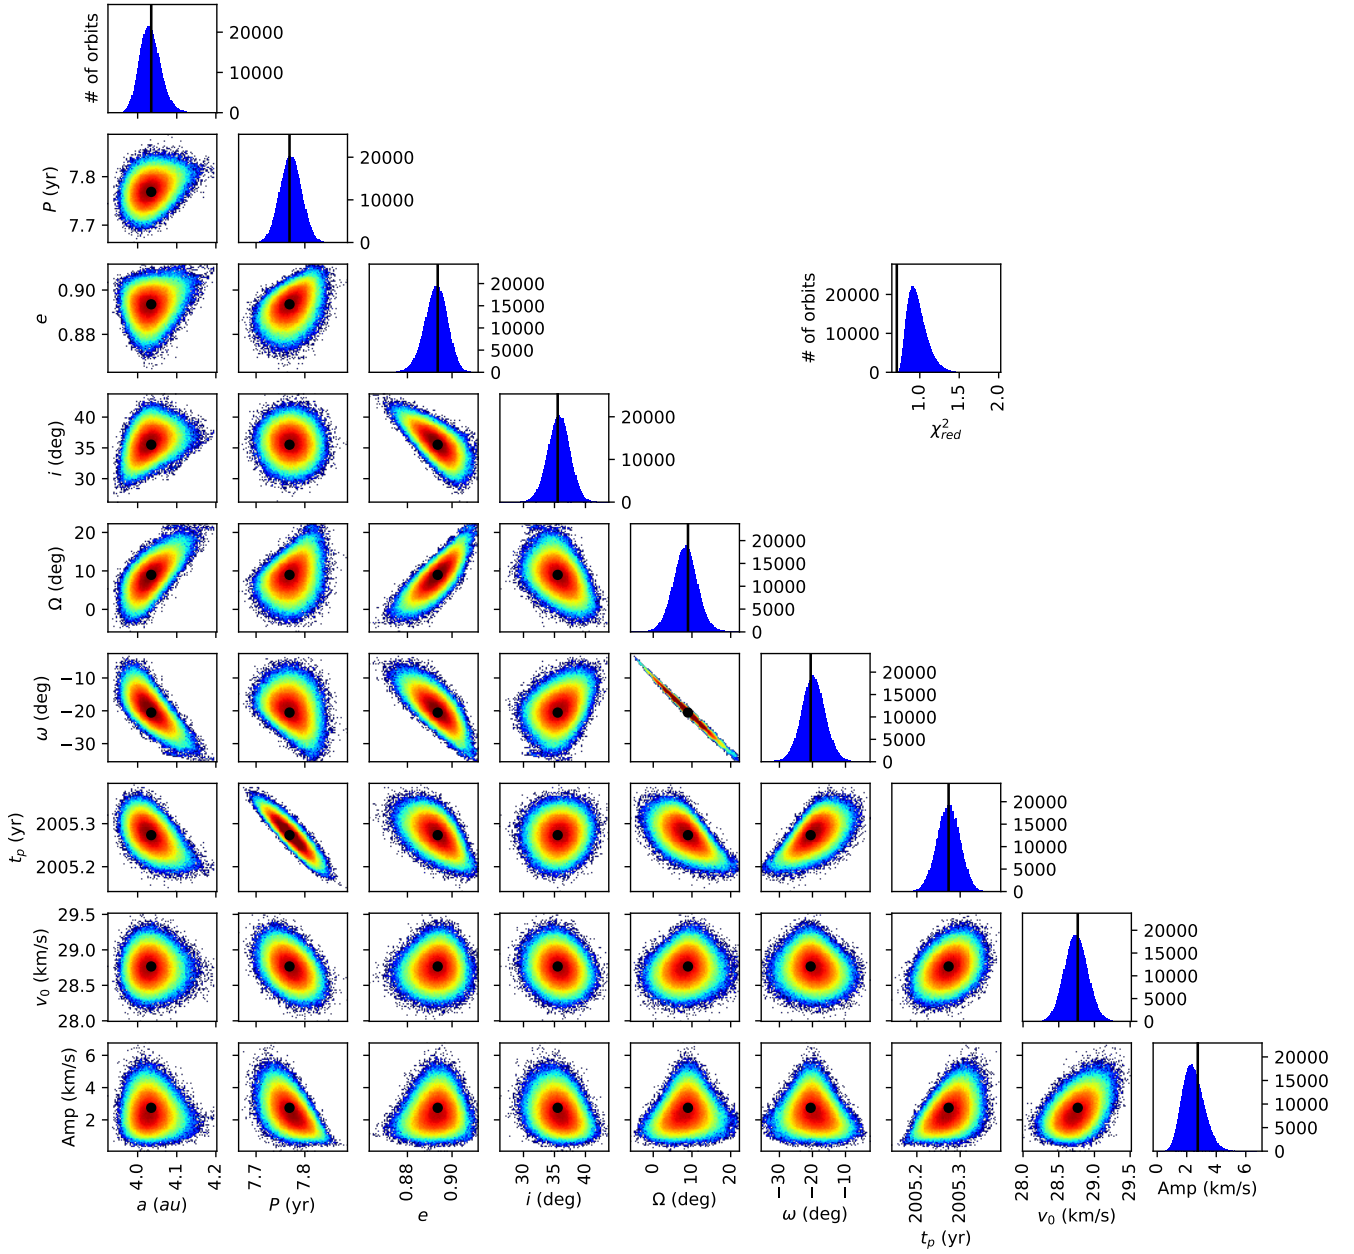 # of orbits
20000
10000
0
P (yr)
7.8
7.7
20000
10000
0
e
0.90
0.88
20000
15000
10000
5000
0
# of orbits
20000
10000
0
1.0
1.5
2.0
χ²red
i (deg)
40
35
30
20000
10000
0
Ω (deg)
20
10
0
20000
15000
10000
5000
0
ω (deg)
−10
−20
−30
20000
15000
10000
5000
0
tp (yr)
2005.3
2005.2
20000
15000
10000
5000
0
v0 (km/s)
29.5
29.0
28.5
28.0
20000
15000
10000
5000
0
Amp (km/s)
6
4
2
20000
15000
10000
5000
0
4.0 4.1 4.2
7.7 7.8
0.88 0.90
30 35 40
0 10 20
−30 −20 −10
2005.2 2005.3
28.0 28.5 29.0 29.5
0 2 4 6
a (au)
P (yr)
e
i (deg)
Ω (deg)
ω (deg)
tp (yr)
v0 (km/s)
Amp (km/s)